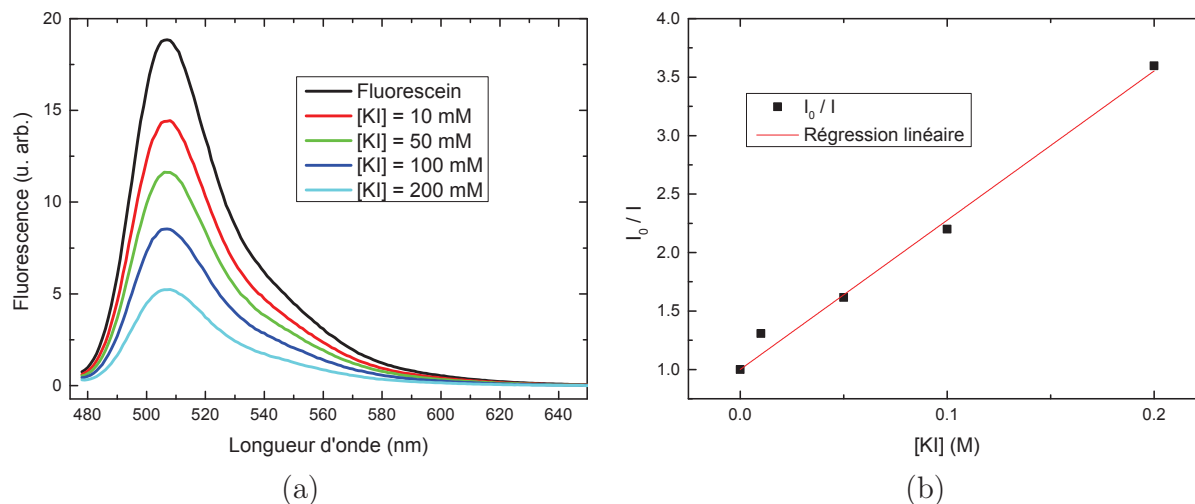 20
15
10
5
0
Fluorescence (u. arb.)
Fluorescein
[KI] = 10 mM
[KI] = 50 mM
[KI] = 100 mM
[KI] = 200 mM
480 500 520 540 560 580 600 620 640
Longueur d'onde (nm)
(a)
4.0
3.5
3.0
2.5
2.0
1.5
1.0
I0 / I
I0 / I
Régression linéaire
0.0 0.1 0.2
[KI] (M)
(b)